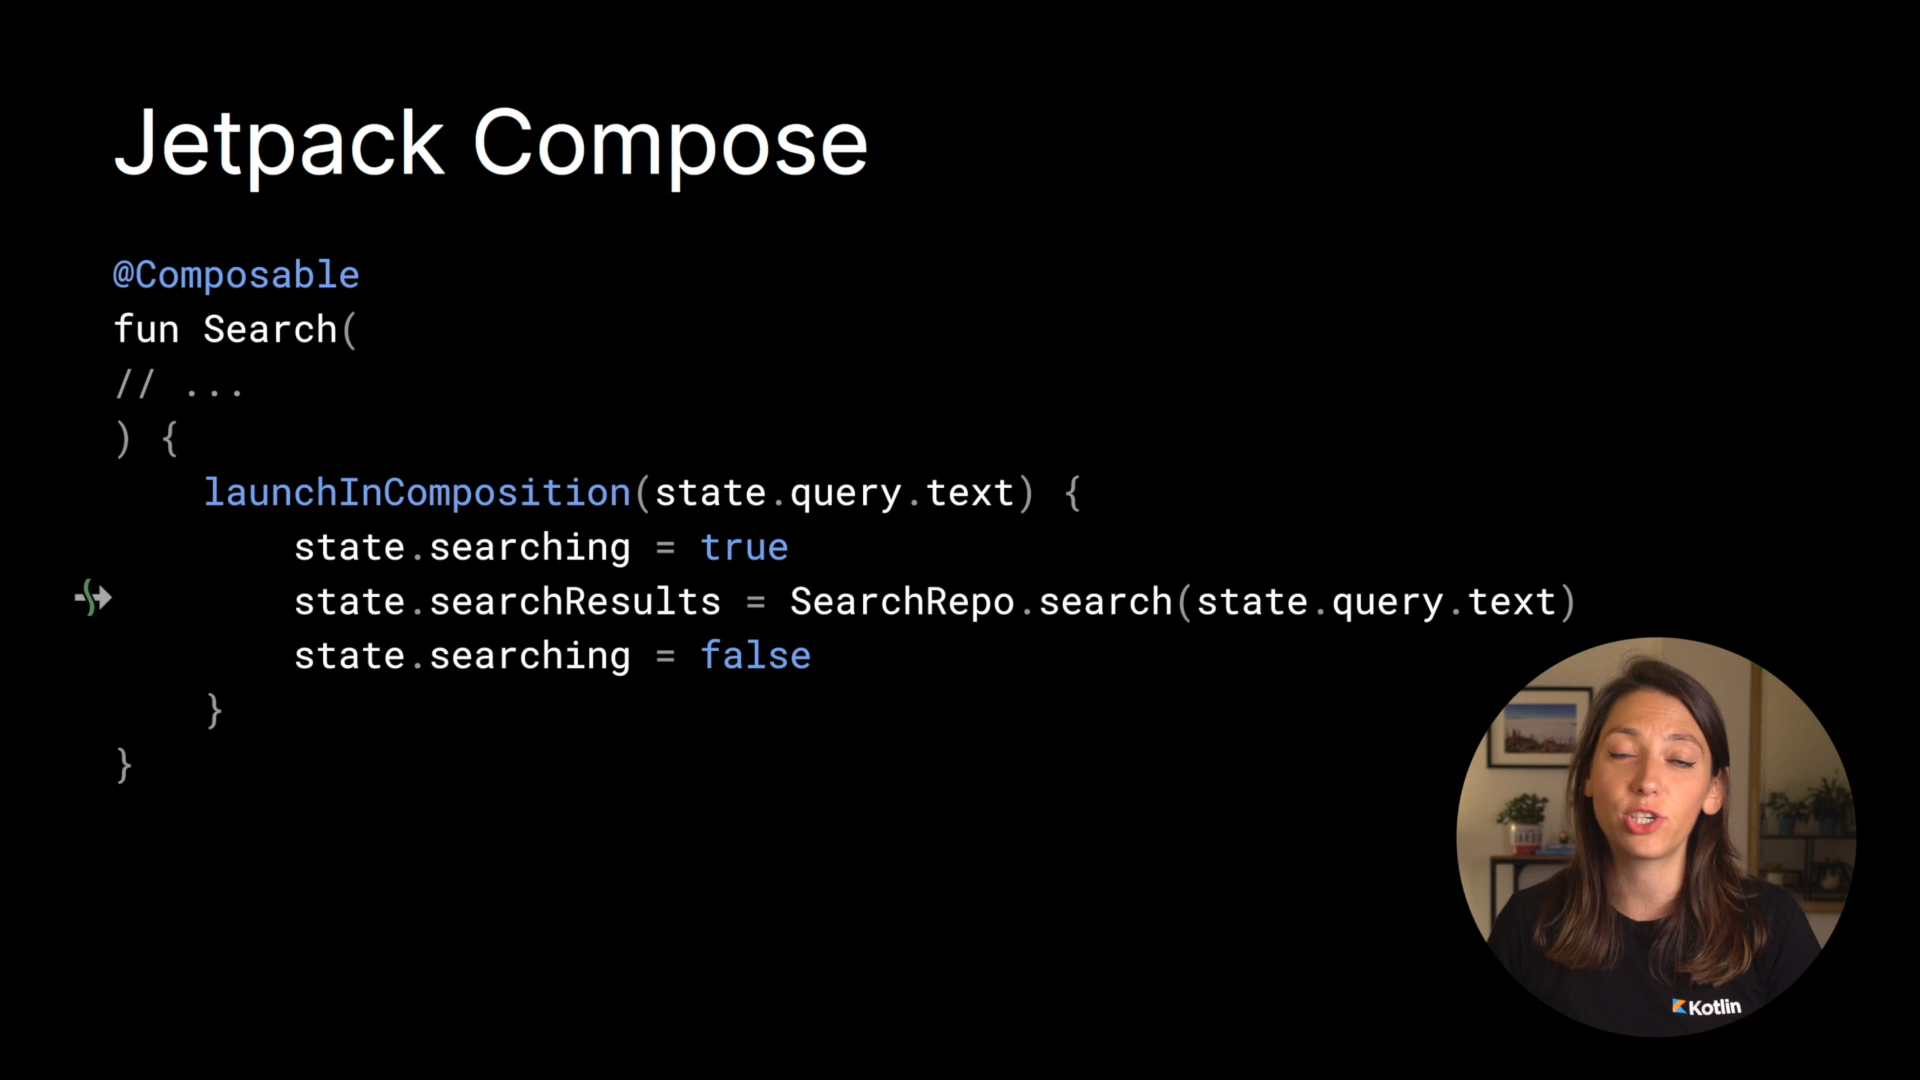 Jetpack Compose
@Composable
fun Search(
// ...
) {
    launchInComposition(state.query.text) {
        state.searching = true
        state.searchResults = SearchRepo.search(state.query.text)
        state.searching = false
    }
}
Kotlin